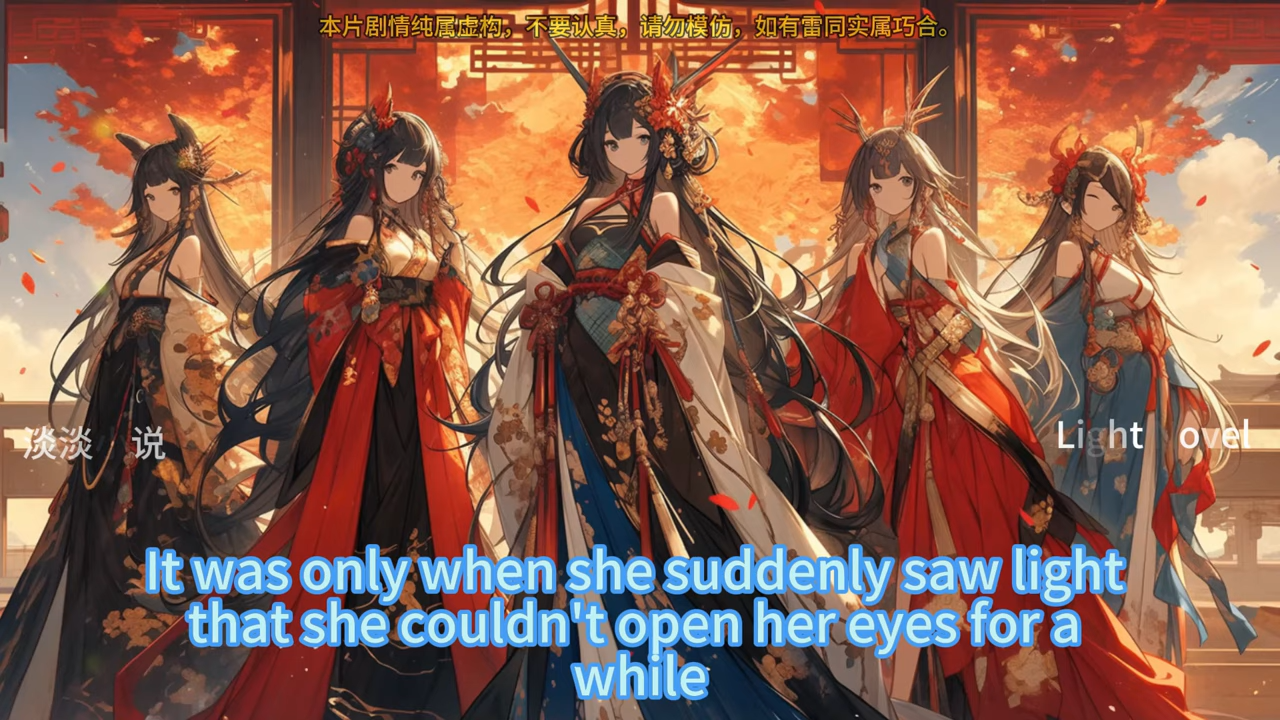 本片剧情纯属虚构，不要认真，请勿模仿，如有雷同实属巧合。
淡淡 说
Light ovel
It was only when she suddenly saw light
that she couldn't open her eyes for a
while